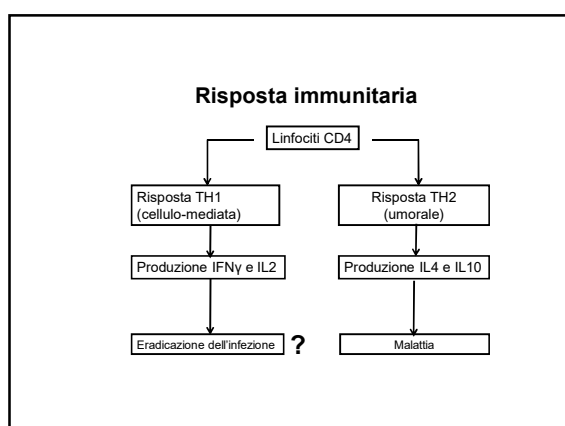 Risposta immunitaria
Linfociti CD4
Risposta TH1
(cellulo-mediata)
Risposta TH2
(umorale)
Produzione IFNγ e IL2
Produzione IL4 e IL10
Eradicazione dell'infezione
?
Malattia